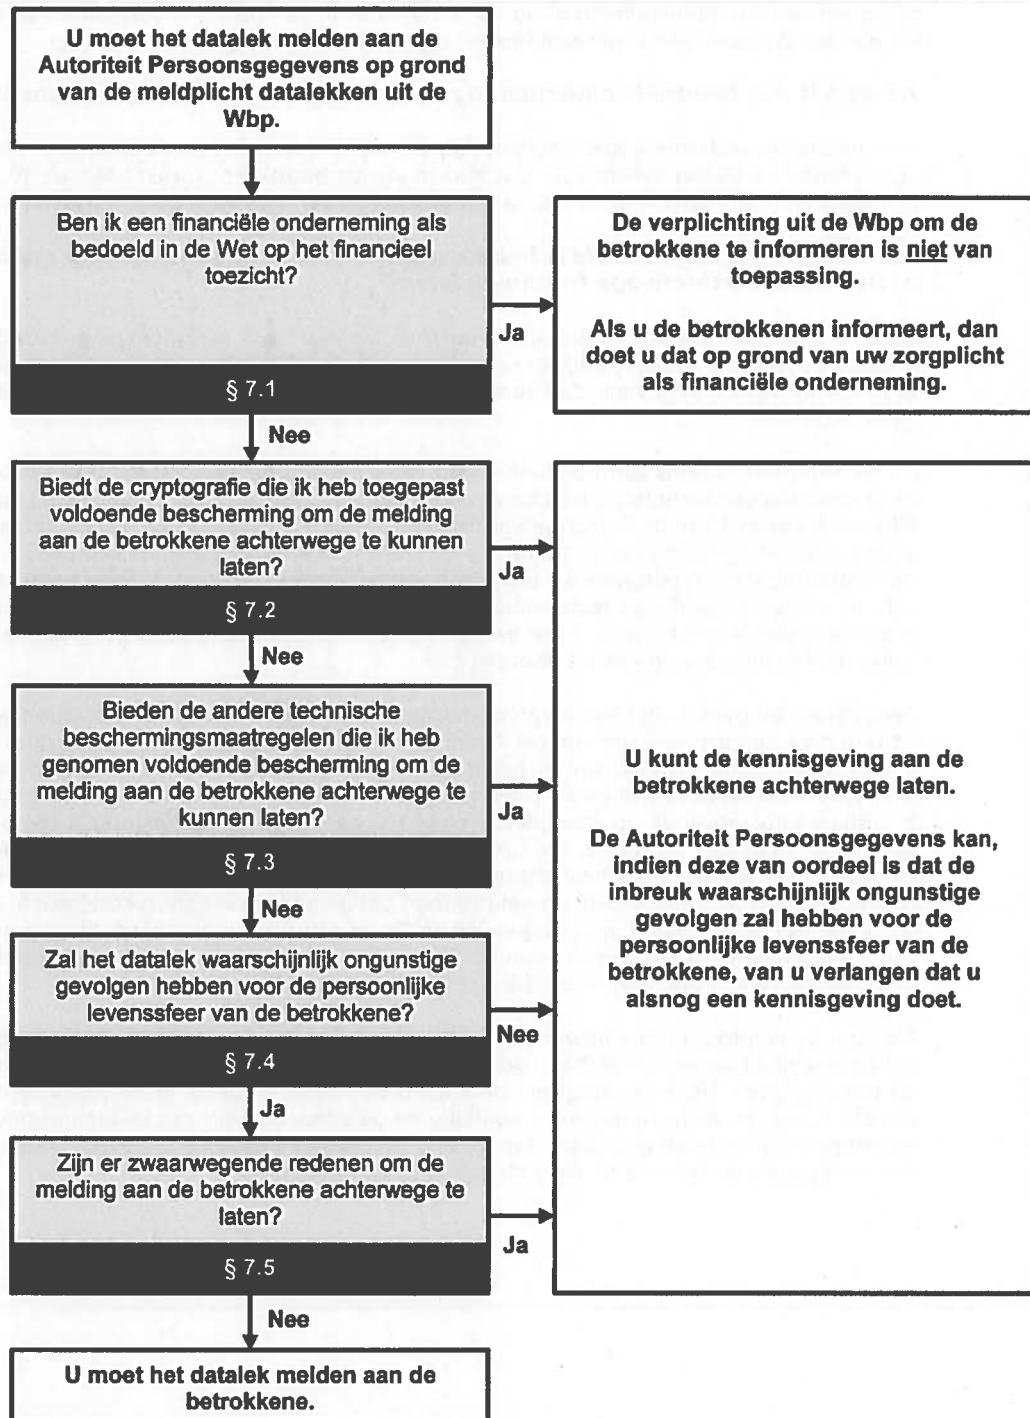 U moet het datalek melden aan de
Autoriteit Persoonsgegevens op grond
van de meldplicht datalekken uit de
Wbp.
Ben ik een financiële onderneming als
bedoeld in de Wet op het financieel
toezicht?
§ 7.1
Ja
De verplichting uit de Wbp om de
betrokkene te informeren is niet van
toepassing.
Als u de betrokkenen informeert, dan
doet u dat op grond van uw zorgplicht
als financiële onderneming.
Nee
Biedt de cryptografie die ik heb toegepast
voldoende bescherming om de melding
aan de betrokkene achterwege te kunnen
laten?
§ 7.2
Ja
Nee
Bieden de andere technische
beschermingsmaatregelen die ik heb
genomen voldoende bescherming om de
melding aan de betrokkene achterwege te
kunnen laten?
§ 7.3
Ja
Nee
Zal het datalek waarschijnlijk ongunstige
gevolgen hebben voor de persoonlijke
levenssfeer van de betrokkene?
§ 7.4
Nee
Ja
Zijn er zwaarwegende redenen om de
melding aan de betrokkene achterwege te
laten?
§ 7.5
Ja
U kunt de kennisgeving aan de
betrokkene achterwege laten.
De Autoriteit Persoonsgegevens kan,
indien deze van oordeel is dat de
inbreuk waarschijnlijk ongunstige
gevolgen zal hebben voor de
persoonlijke levenssfeer van de
betrokkene, van u verlangen dat u
alsnog een kennisgeving doet.
Nee
U moet het datalek melden aan de
betrokkene.